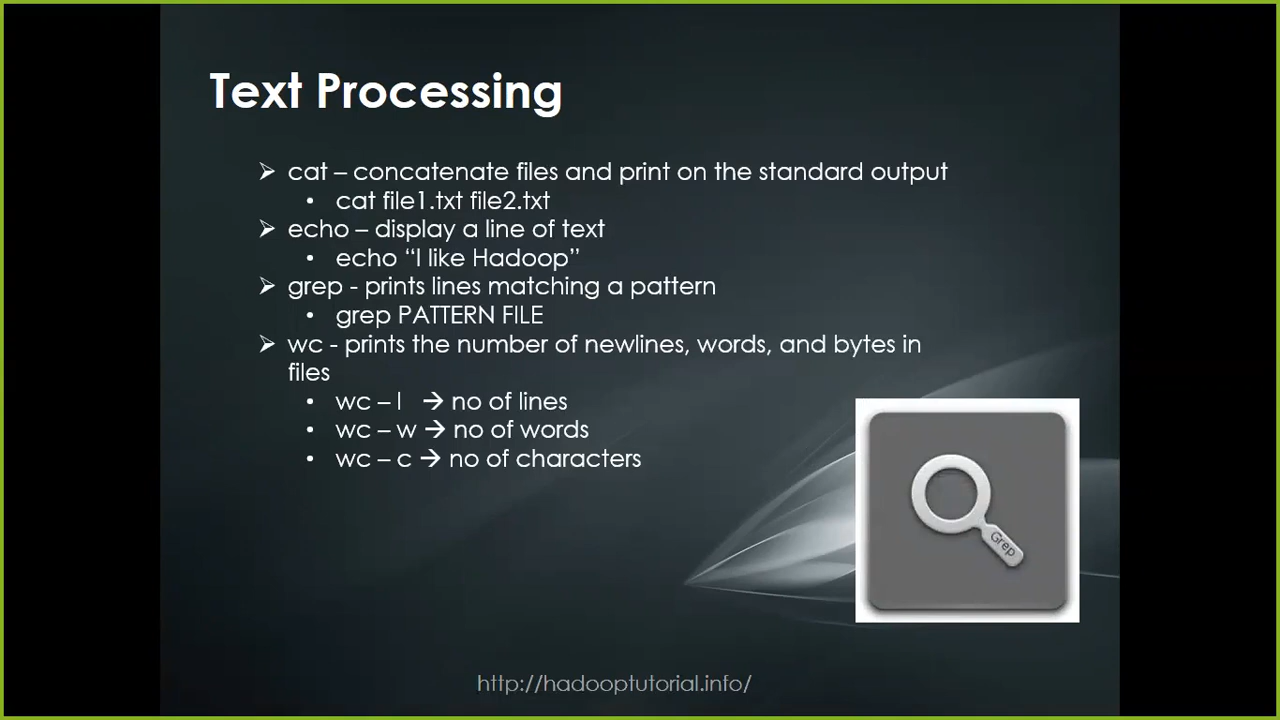 Text Processing
➢ cat – concatenate files and print on the standard output
• cat file1.txt file2.txt
➢ echo – display a line of text
• echo “I like Hadoop”
➢ grep - prints lines matching a pattern
• grep PATTERN FILE
➢ wc - prints the number of newlines, words, and bytes in
files
• wc – l → no of lines
• wc – w → no of words
• wc – c → no of characters
Grep
http://hadooptutorial.info/